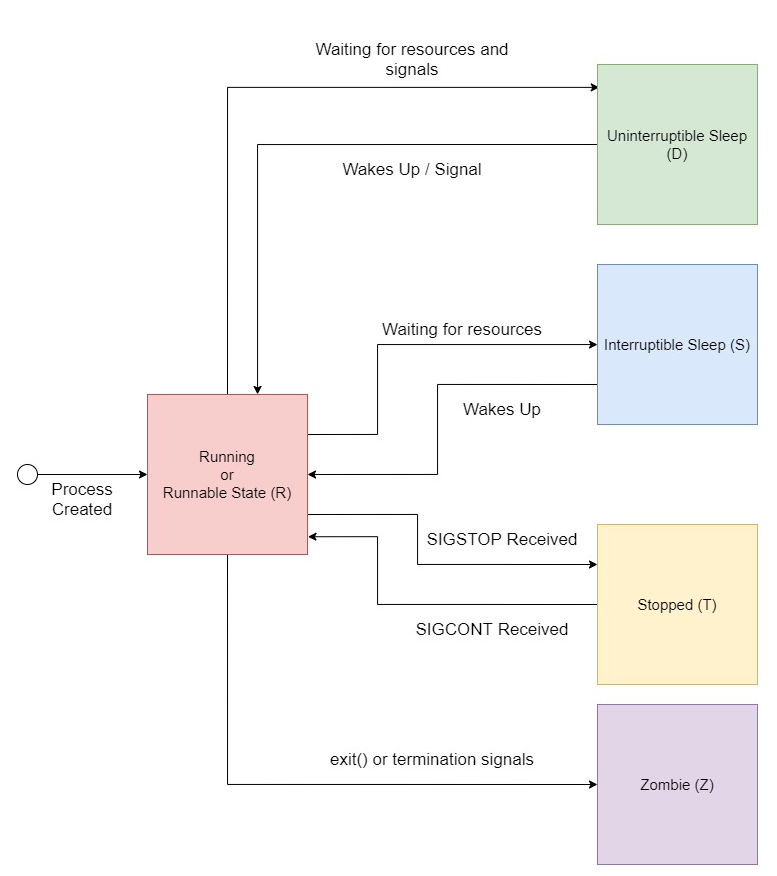 Waiting for resources and
signals
Uninterruptible Sleep
(D)
Wakes Up / Signal
Waiting for resources
Interruptible Sleep (S)
Wakes Up
Running
or
Runnable State (R)
Process
Created
SIGSTOP Received
Stopped (T)
SIGCONT Received
exit() or termination signals
Zombie (Z)